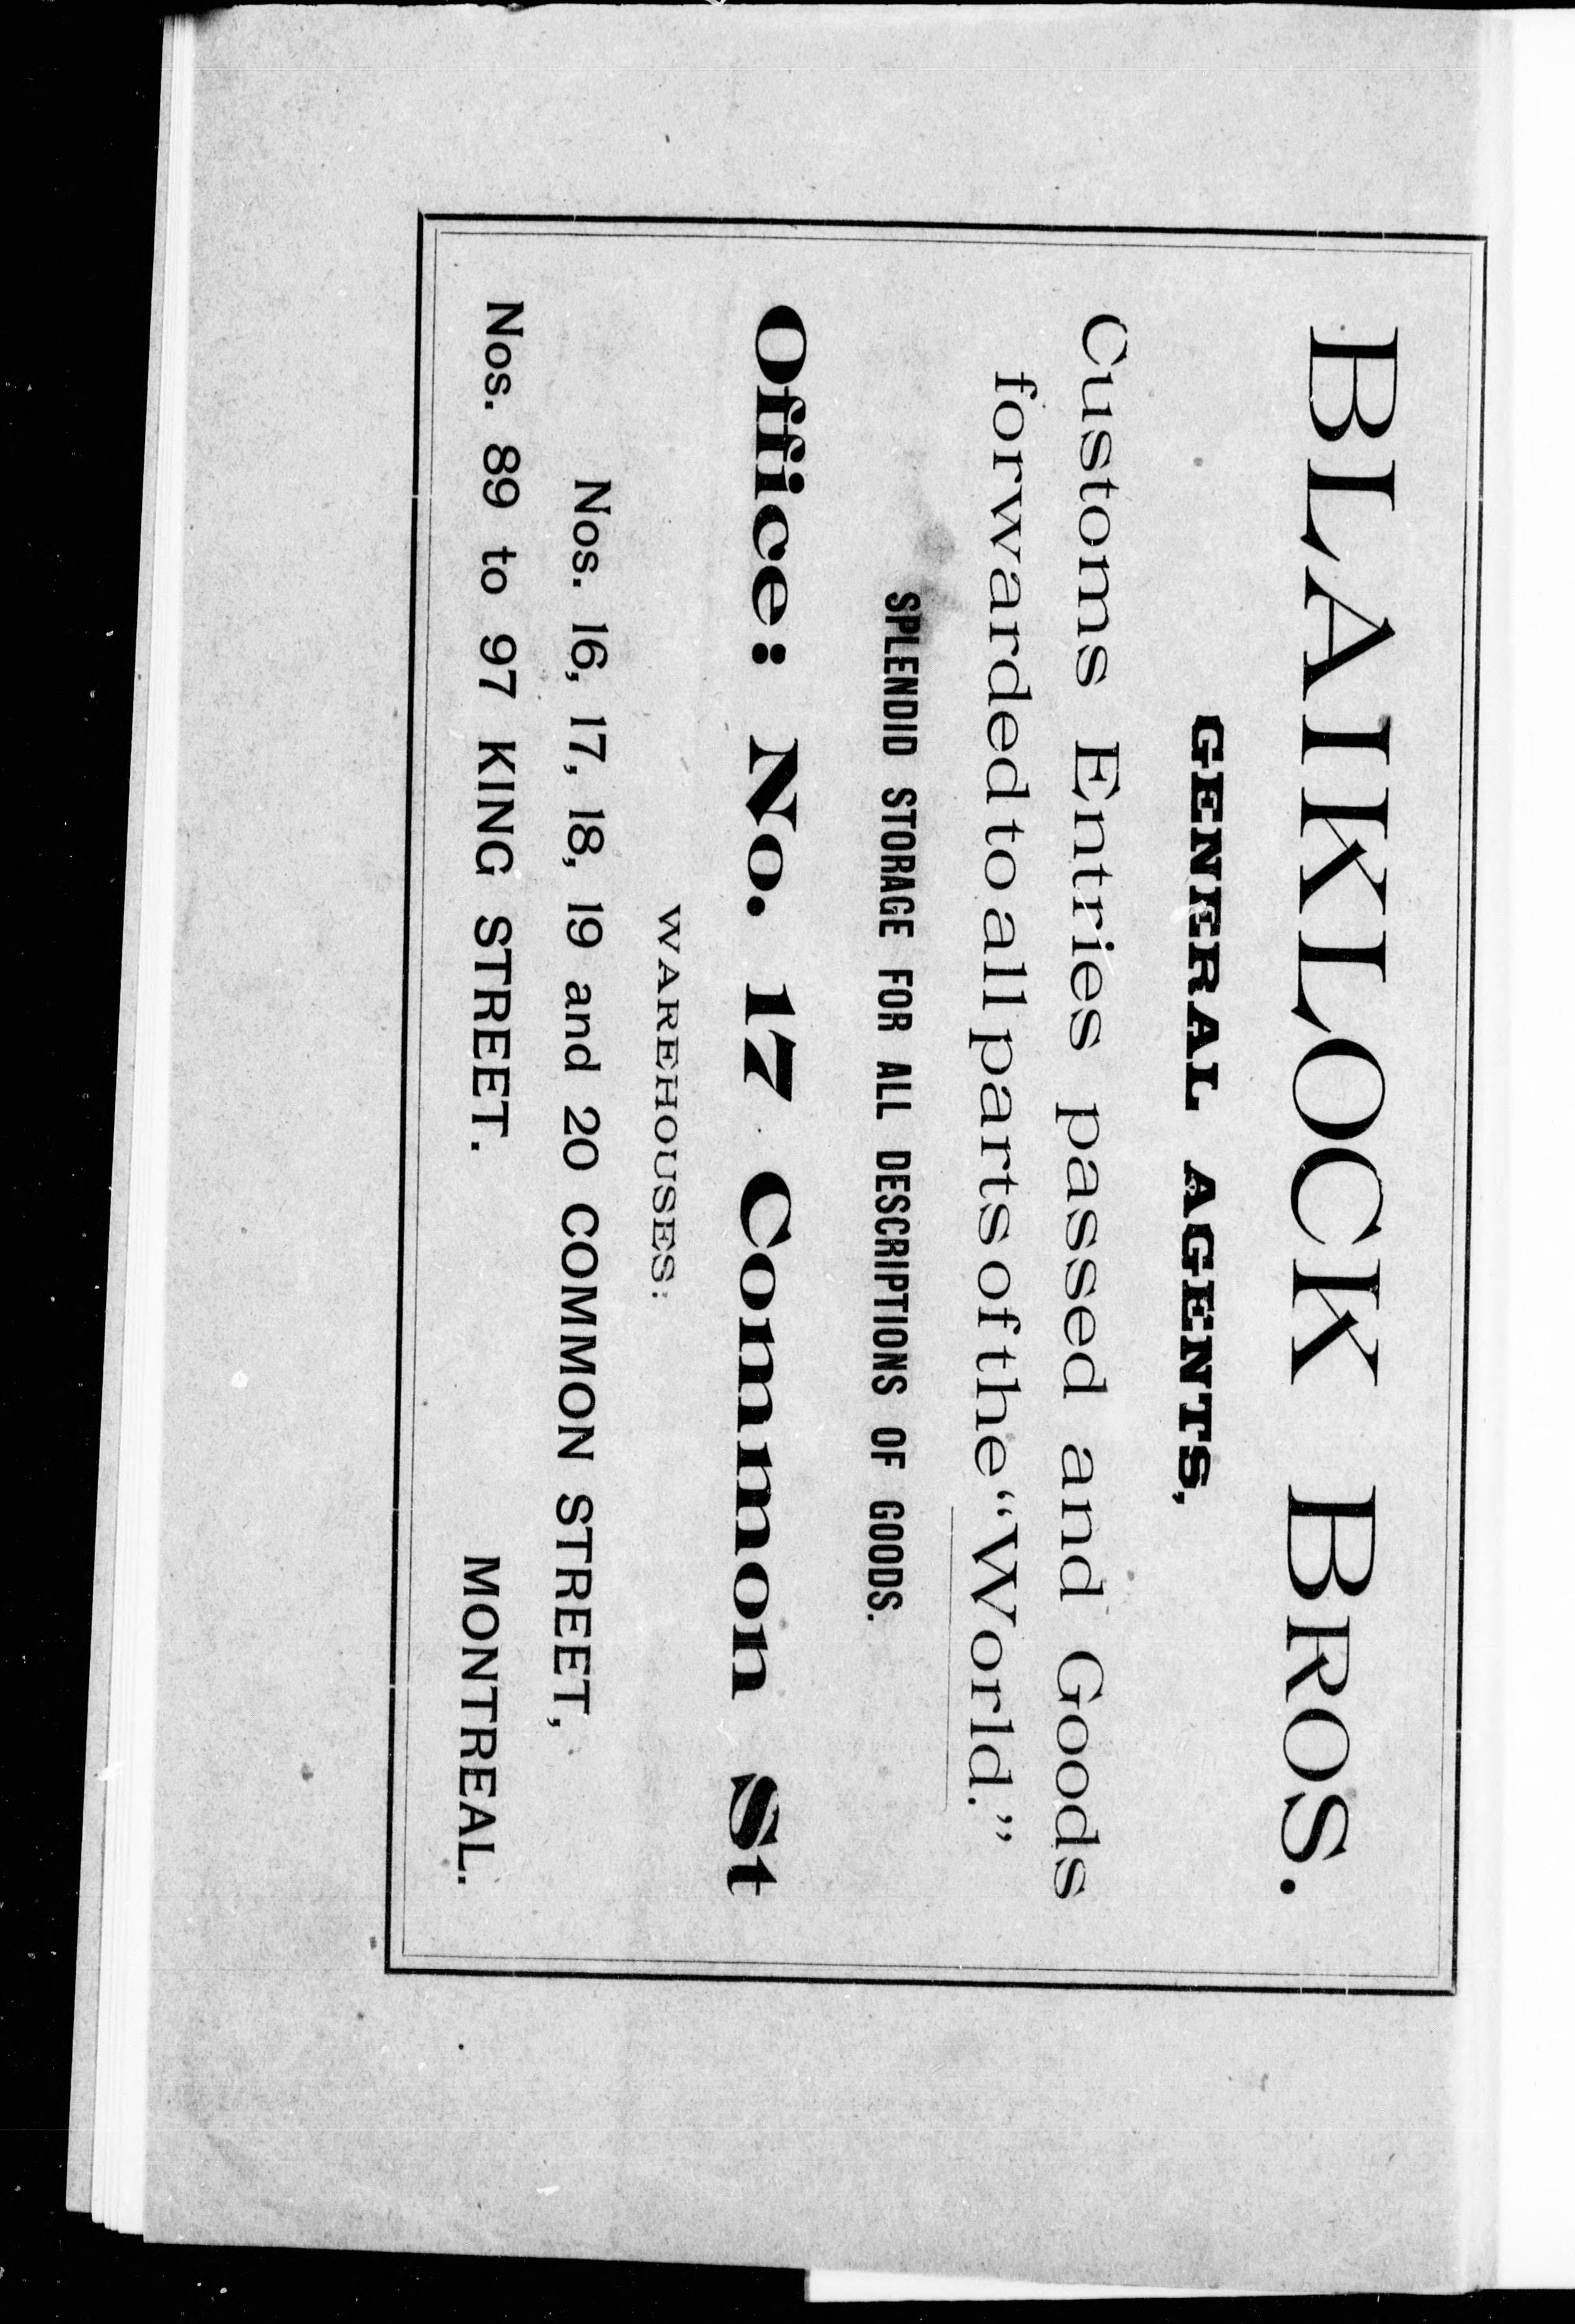 BLAIKLOCK BROS.
GENERAL AGENTS,
Customs Entries passed and Goods
forwarded to all parts of the “World.”
SPLENDID STORAGE FOR ALL DESCRIPTIONS OF GOODS.
Office: No. 17 Common St
WAREHOUSES:
Nos. 16, 17, 18, 19 and 20 COMMON STREET,
Nos. 89 to 97 KING STREET. MONTREAL.